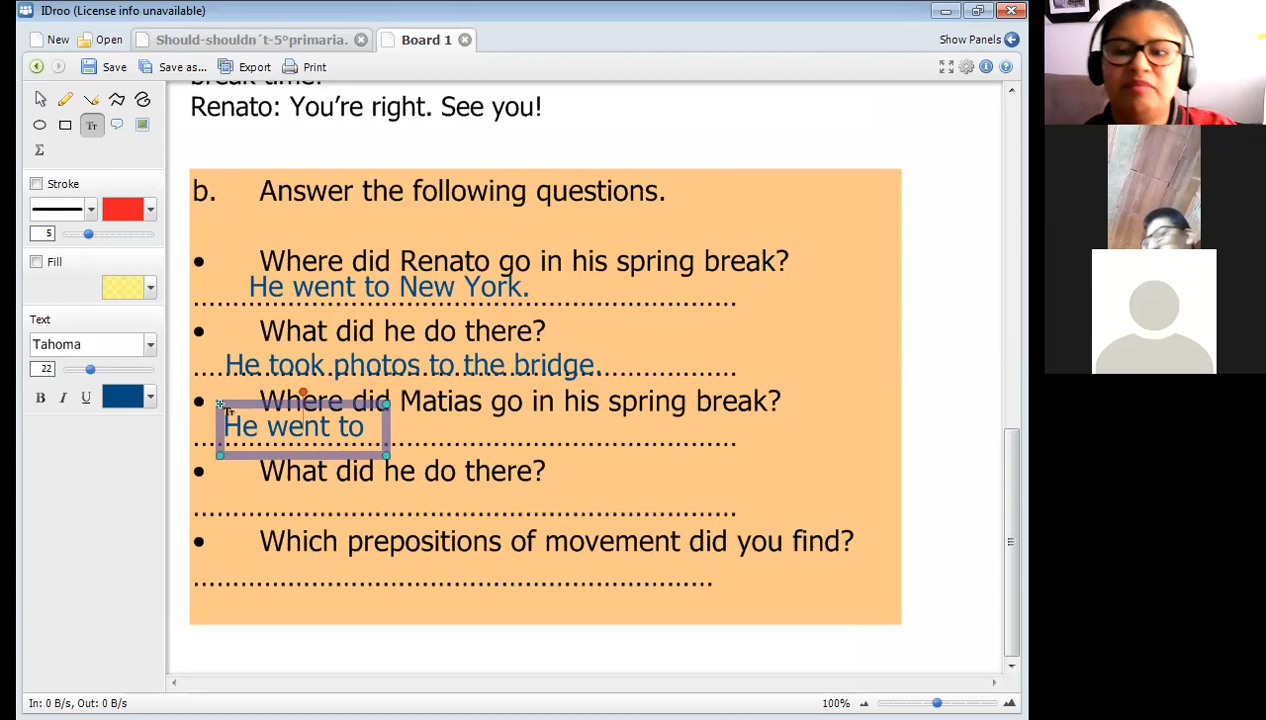 IDroo (License info unavailable)
New Open Should-shouldn´t-5°primaria. Board 1 Show Panels
Save Save as... Export Print
Renato: You're right. See you!
Stroke
5
Fill
Text
Tahoma
22
B I U
b. Answer the following questions.
• Where did Renato go in his spring break?
He went to New York.
• What did he do there?
He took photos to the bridge.
• Where did Matias go in his spring break?
He went to
• What did he do there?
• Which prepositions of movement did you find?
In: 0 B/s, Out: 0 B/s 100%